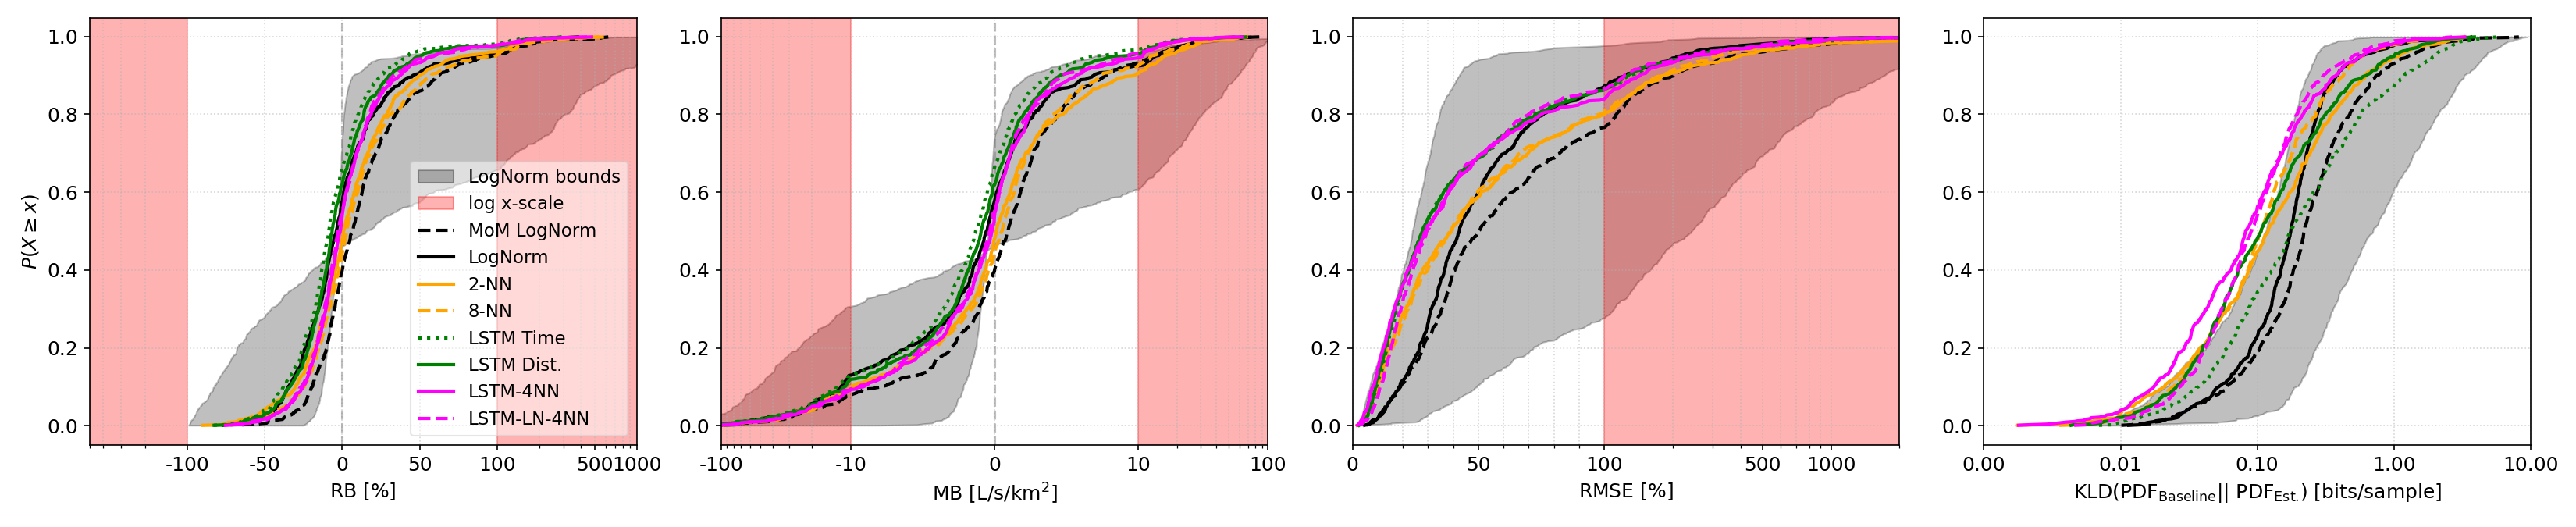 P(X ≥ x)
1.0
0.8
0.6
0.4
0.2
0.0
-100 -50 0 50 100 500 1000
RB [%]
LogNorm bounds
log x-scale
MoM LogNorm
LogNorm
2-NN
8-NN
LSTM Time
LSTM Dist.
LSTM-4NN
LSTM-LN-4NN
1.0
0.8
0.6
0.4
0.2
0.0
-100 -10 0 10 100
MB [L/s/km²]
1.0
0.8
0.6
0.4
0.2
0.0
0 50 100 500 1000
RMSE [%]
1.0
0.8
0.6
0.4
0.2
0.0
0.00 0.01 0.10 1.00 10.00
KLD(PDF_Baseline|| PDF_Est.) [bits/sample]